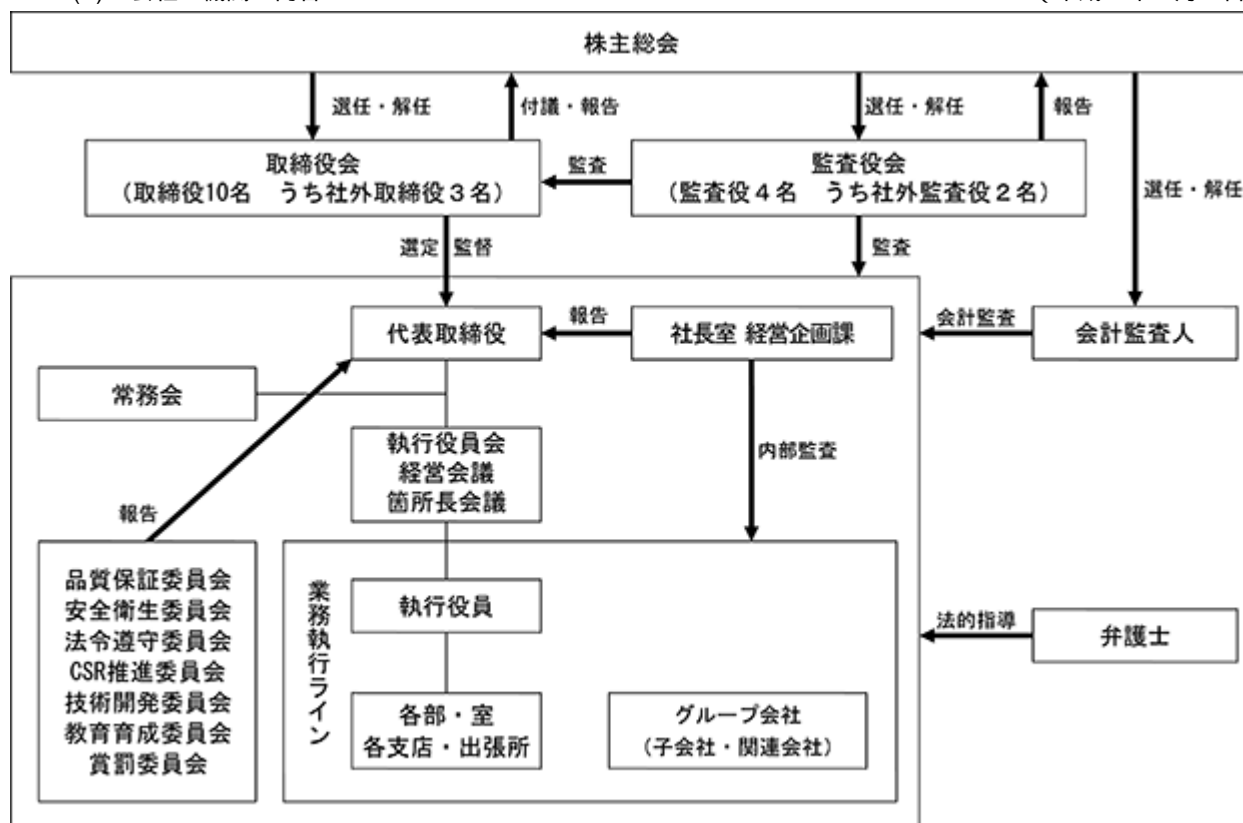 株主総会
選任・解任
付議・報告
選任・解任
報告
取締役会
(取締役10名　うち社外取締役３名)
監査
監査役会
(監査役４名　うち社外監査役２名)
選任・解任
選定
監督
監査
代表取締役
報告
社長室 経営企画課
会計監査
会計監査人
常務会
執行役員会
経営会議
箇所長会議
内部監査
報告
品質保証委員会
安全衛生委員会
法令遵守委員会
CSR推進委員会
技術開発委員会
教育育成委員会
賞罰委員会
業務執行ライン
執行役員
各部・室
各支店・出張所
グループ会社
(子会社・関連会社)
法的指導
弁護士